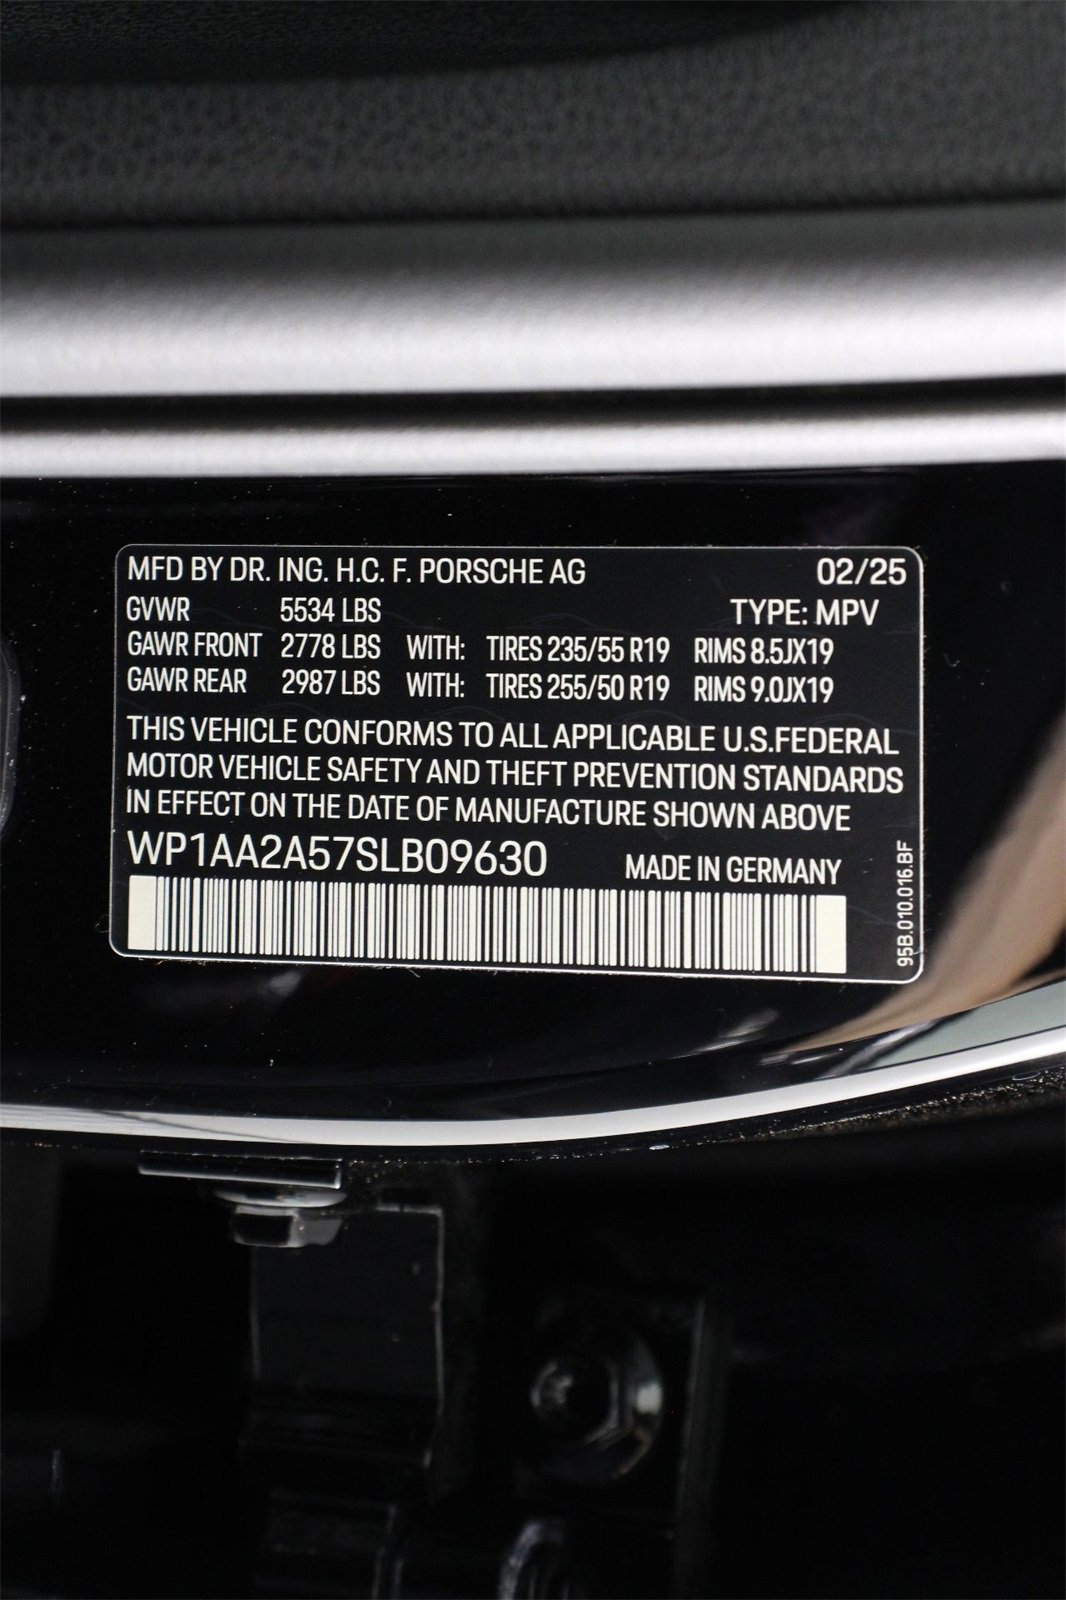 MFD BY DR. ING. H.C. F. PORSCHE AG 02/25
GVWR 5534 LBS TYPE: MPV
GAWR FRONT 2778 LBS WITH: TIRES 235/55 R19 RIMS 8.5JX19
GAWR REAR 2987 LBS WITH: TIRES 255/50 R19 RIMS 9.0JX19
THIS VEHICLE CONFORMS TO ALL APPLICABLE U.S.FEDERAL
MOTOR VEHICLE SAFETY AND THEFT PREVENTION STANDARDS
IN EFFECT ON THE DATE OF MANUFACTURE SHOWN ABOVE
WP1AA2A57SLB09630 MADE IN GERMANY
95B.010.016.BF